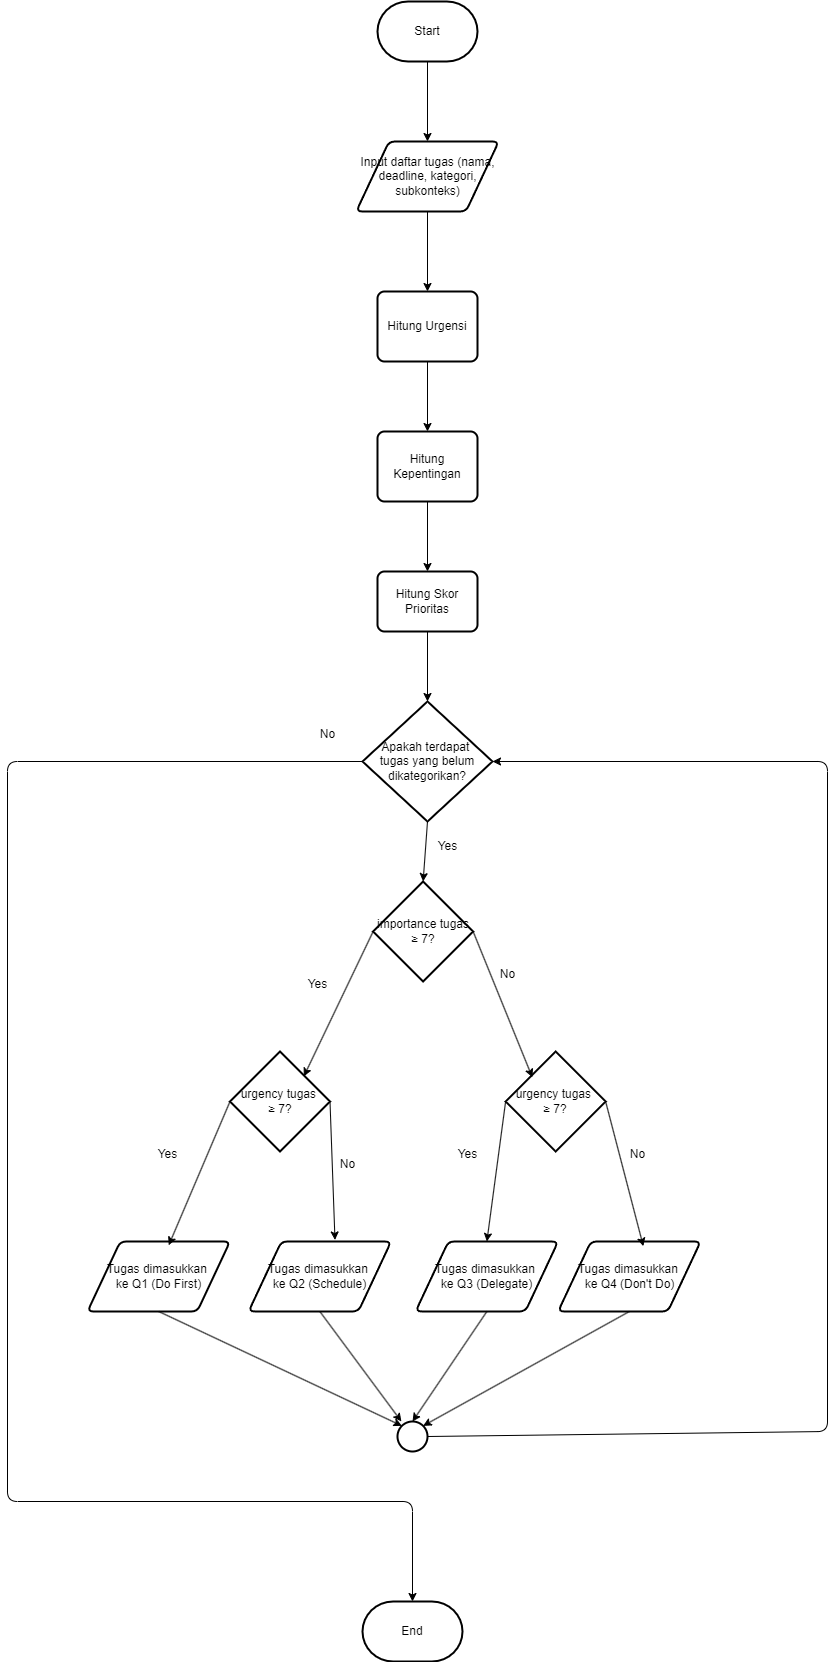 Start
Input daftar tugas (nama,
deadline, kategori,
subkonteks)
Hitung Urgensi
Hitung
Kepentingan
Hitung Skor
Prioritas
No
Apakah terdapat
tugas yang belum
dikategorikan?
Yes
importance tugas
≥ 7?
Yes
No
urgency tugas
≥ 7?
urgency tugas
≥ 7?
Yes
No
Yes
No
Tugas dimasukkan
ke Q1 (Do First)
Tugas dimasukkan
ke Q2 (Schedule)
Tugas dimasukkan
ke Q3 (Delegate)
Tugas dimasukkan
ke Q4 (Don't Do)
End